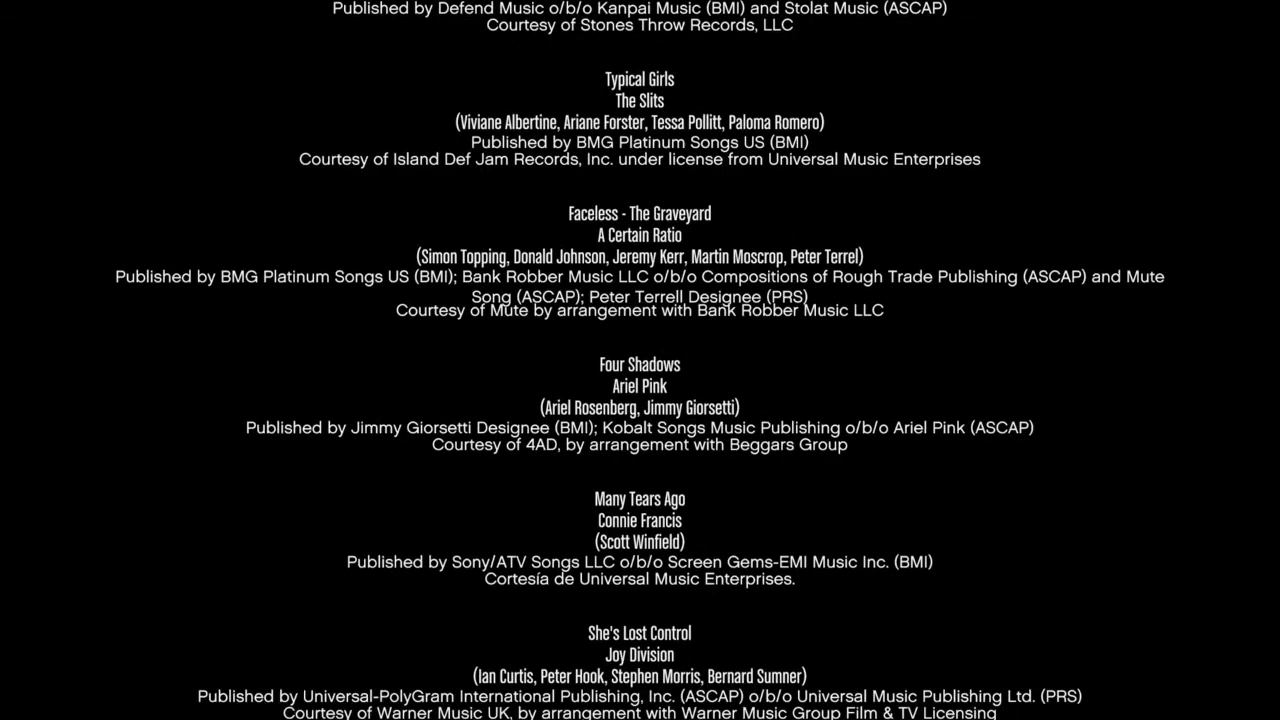 Published by Defend Music o/b/o Kanpai Music (BMI) and Stolat Music (ASCAP)
Courtesy of Stones Throw Records, LLC
Typical Girls
The Slits
(Viviane Albertine, Ariane Forster, Tessa Pollitt, Paloma Romero)
Published by BMG Platinum Songs US (BMI)
Courtesy of Island Def Jam Records, Inc. under license from Universal Music Enterprises
Faceless - The Graveyard
A Certain Ratio
(Simon Topping, Donald Johnson, Jeremy Kerr, Martin Moscrop, Peter Terrel)
Published by BMG Platinum Songs US (BMI); Bank Robber Music LLC o/b/o Compositions of Rough Trade Publishing (ASCAP) and Mute
Song (ASCAP); Peter Terrell Designee (PRS)
Courtesy of Mute by arrangement with Bank Robber Music LLC
Four Shadows
Ariel Pink
(Ariel Rosenberg, Jimmy Giorsetti)
Published by Jimmy Giorsetti Designee (BMI); Kobalt Songs Music Publishing o/b/o Ariel Pink (ASCAP)
Courtesy of 4AD, by arrangement with Beggars Group
Many Tears Ago
Connie Francis
(Scott Winfield)
Published by Sony/ATV Songs LLC o/b/o Screen Gems-EMI Music Inc. (BMI)
Cortesía de Universal Music Enterprises.
She's Lost Control
Joy Division
(Ian Curtis, Peter Hook, Stephen Morris, Bernard Sumner)
Published by Universal-PolyGram International Publishing, Inc. (ASCAP) o/b/o Universal Music Publishing Ltd. (PRS)
Courtesy of Warner Music UK, by arrangement with Warner Music Group Film & TV Licensing